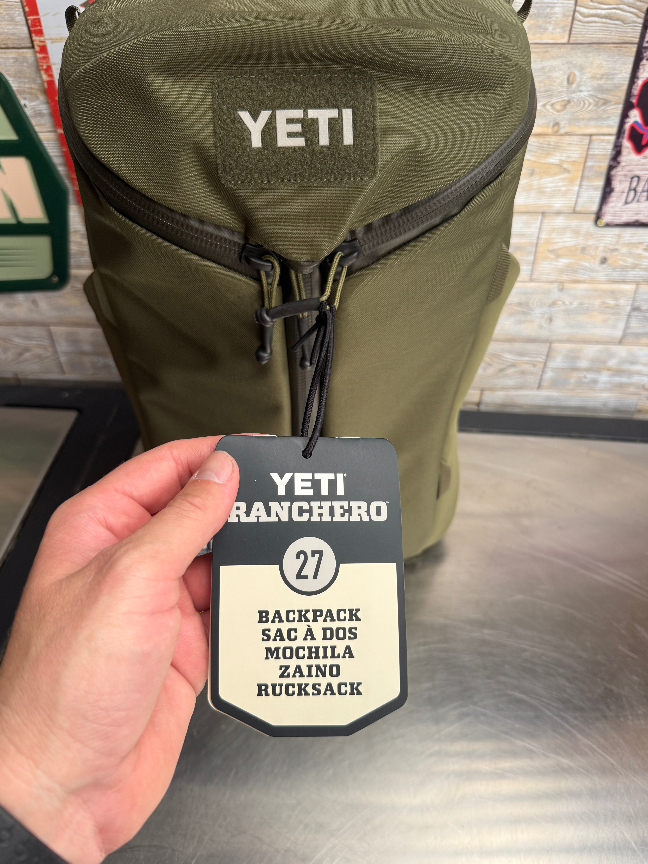 YETI
YETI
RANCHERO
27
BACKPACK
SAC À DOS
MOCHILA
ZAINO
RUCKSACK